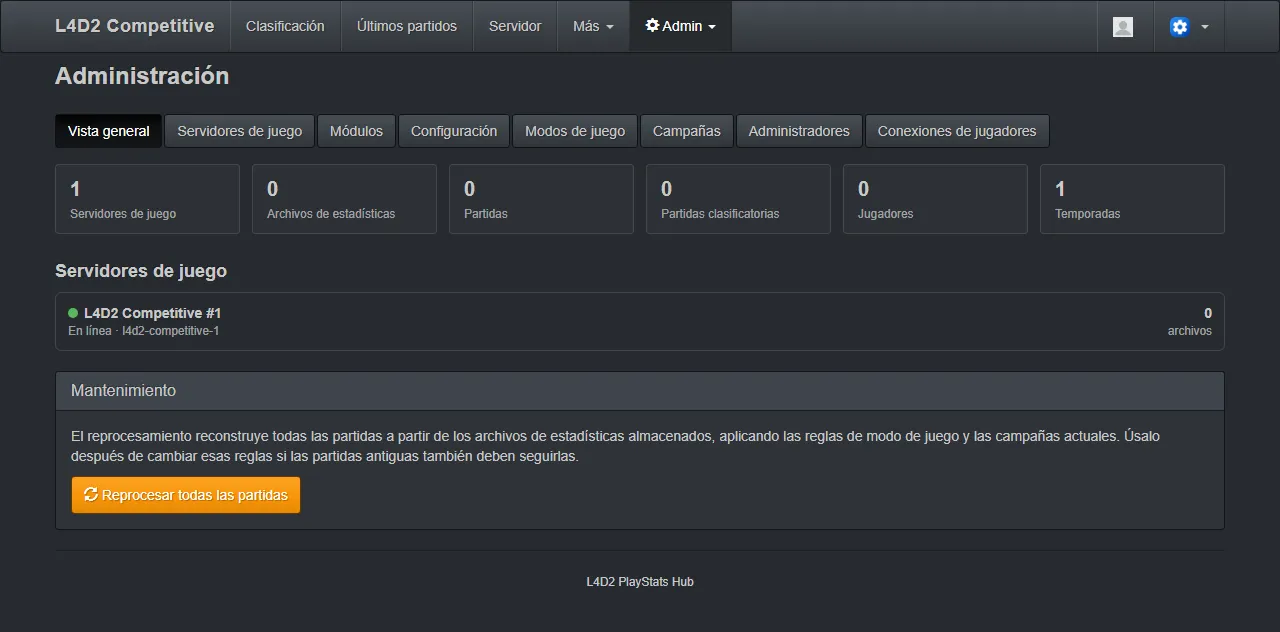 L4D2 Competitive Clasificación Últimos partidos Servidor Más Admin
Administración
Vista general Servidores de juego Módulos Configuración Modos de juego Campañas Administradores Conexiones de jugadores
1 0 0 0 0 1
Servidores de juego Archivos de estadísticas Partidas Partidas clasificatorias Jugadores Temporadas
Servidores de juego
L4D2 Competitive #1 0
En línea · l4d2-competitive-1 archivos
Mantenimiento
El reprocesamiento reconstruye todas las partidas a partir de los archivos de estadísticas almacenados, aplicando las reglas de modo de juego y las campañas actuales. Úsalo
después de cambiar esas reglas si las partidas antiguas también deben seguirlas.
Reprocesar todas las partidas
L4D2 PlayStats Hub